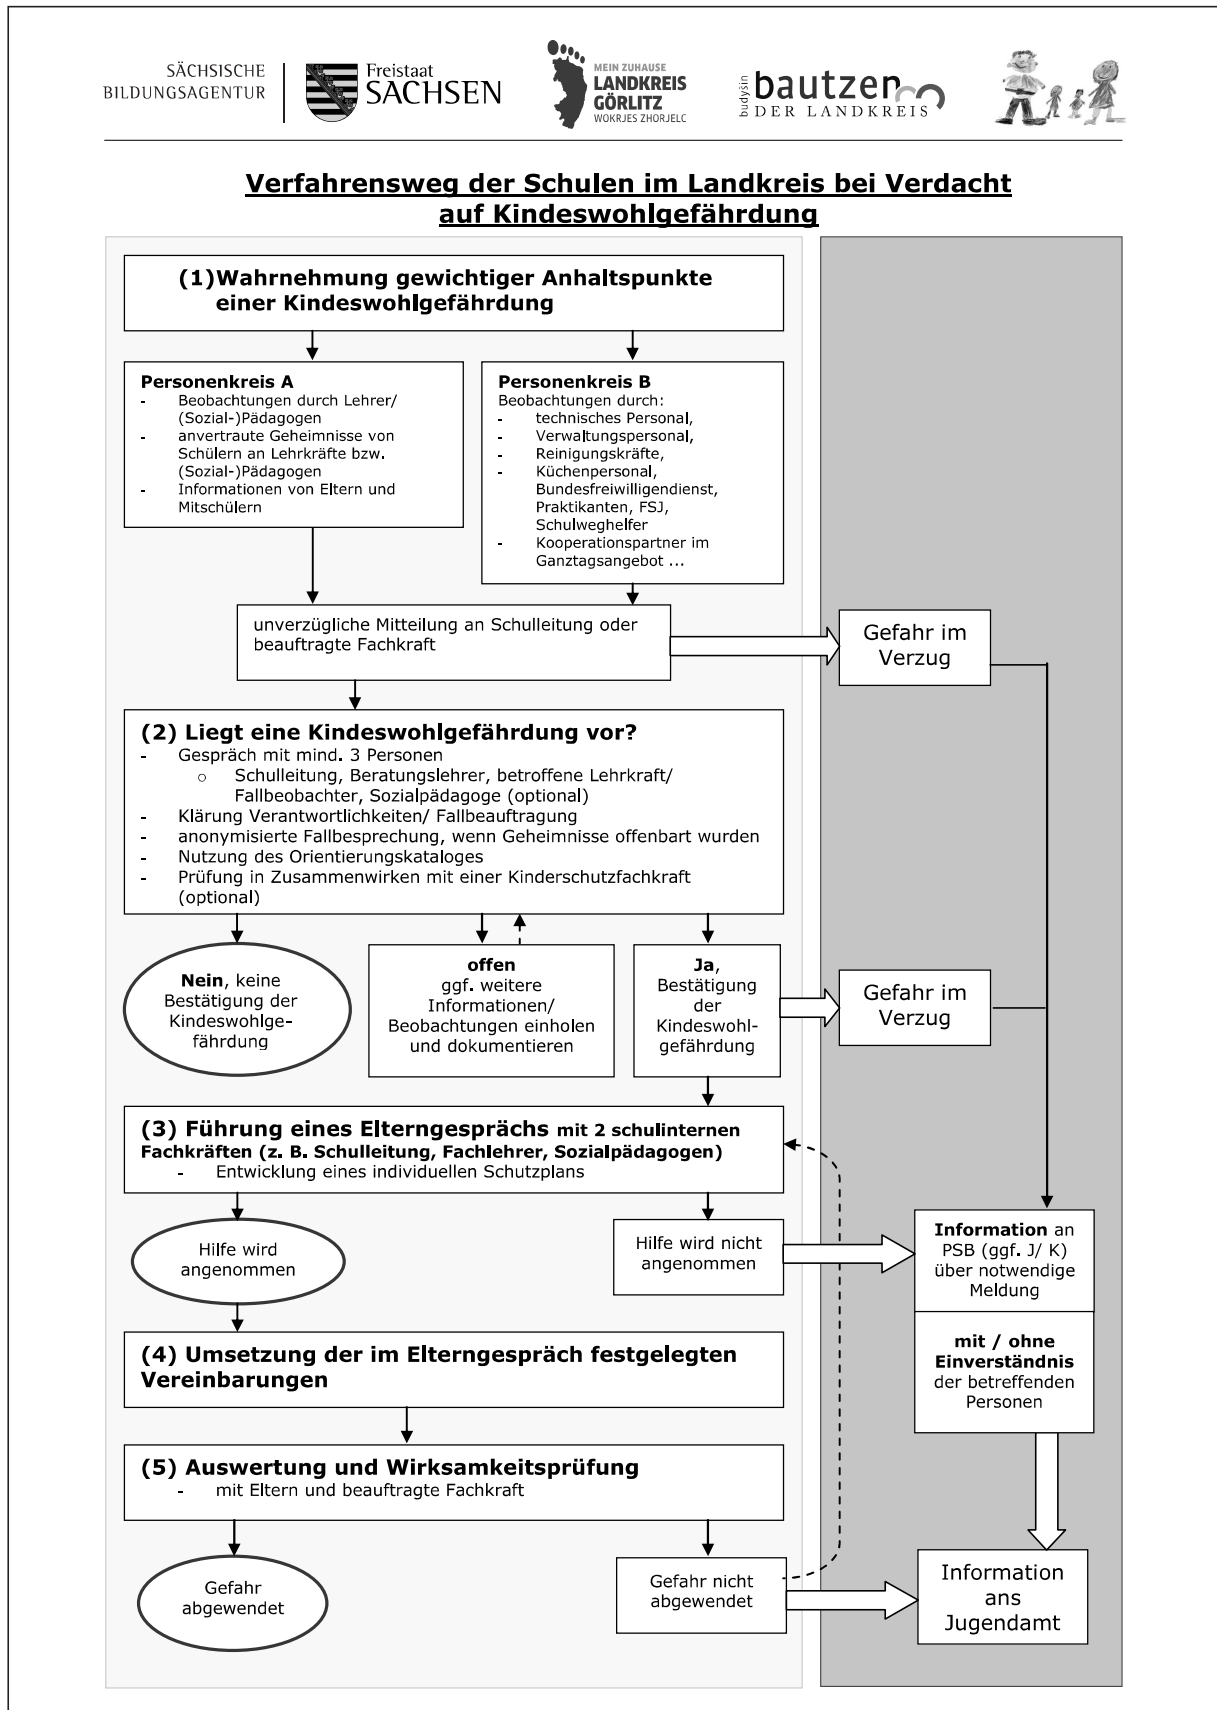 SÄCHSISCHE
BILDUNGSAGENTUR
Freistaat
SACHSEN
MEIN ZUHAUSE
LANDKREIS
GÖRLITZ
WOKRJES ZHORJELC
budyšin
bautzen
DER LANDKREIS
Verfahrensweg der Schulen im Landkreis bei Verdacht
auf Kindeswohlgefährdung
(1)Wahrnehmung gewichtiger Anhaltspunkte
einer Kindeswohlgefährdung
Personenkreis A
- Beobachtungen durch Lehrer/
(Sozial-)Pädagogen
- anvertraute Geheimnisse von
Schülern an Lehrkräfte bzw.
(Sozial-)Pädagogen
- Informationen von Eltern und
Mitschülern
Personenkreis B
Beobachtungen durch:
- technisches Personal,
- Verwaltungspersonal,
- Reinigungskräfte,
- Küchenpersonal,
Bundesfreiwilligendienst,
Praktikanten, FSJ,
Schulweghelfer
- Kooperationspartner im
Ganztagsangebot ...
unverzügliche Mitteilung an Schulleitung oder
beauftragte Fachkraft
Gefahr im
Verzug
(2) Liegt eine Kindeswohlgefährdung vor?
- Gespräch mit mind. 3 Personen
o Schulleitung, Beratungslehrer, betroffene Lehrkraft/
Fallbeobachter, Sozialpädagoge (optional)
- Klärung Verantwortlichkeiten/ Fallbeauftragung
- anonymisierte Fallbesprechung, wenn Geheimnisse offenbart wurden
- Nutzung des Orientierungskataloges
- Prüfung in Zusammenwirken mit einer Kinderschutzfachkraft
(optional)
Nein, keine
Bestätigung der
Kindeswohlge-
fährdung
offen
ggf. weitere
Informationen/
Beobachtungen einholen
und dokumentieren
Ja,
Bestätigung
der
Kindeswohl-
gefährdung
Gefahr im
Verzug
(3) Führung eines Elterngesprächs mit 2 schulinternen
Fachkräften (z. B. Schulleitung, Fachlehrer, Sozialpädagogen)
- Entwicklung eines individuellen Schutzplans
Hilfe wird
angenommen
Hilfe wird nicht
angenommen
Information an
PSB (ggf. J/ K)
über notwendige
Meldung
mit / ohne
Einverständnis
der betreffenden
Personen
(4) Umsetzung der im Elterngespräch festgelegten
Vereinbarungen
(5) Auswertung und Wirksamkeitsprüfung
- mit Eltern und beauftragte Fachkraft
Gefahr
abgewendet
Gefahr nicht
abgewendet
Information
ans
Jugendamt